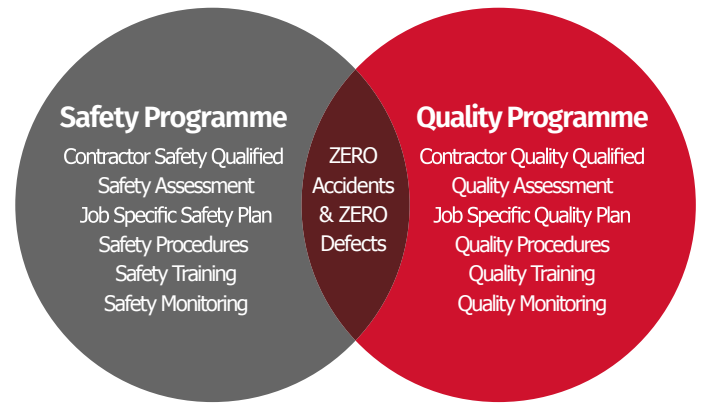 Safety Programme
Contractor Safety Qualified
Safety Assessment
Job Specific Safety Plan
Safety Procedures
Safety Training
Safety Monitoring
ZERO
Accidents
& ZERO
Defects
Quality Programme
Contractor Quality Qualified
Quality Assessment
Job Specific Quality Plan
Quality Procedures
Quality Training
Quality Monitoring